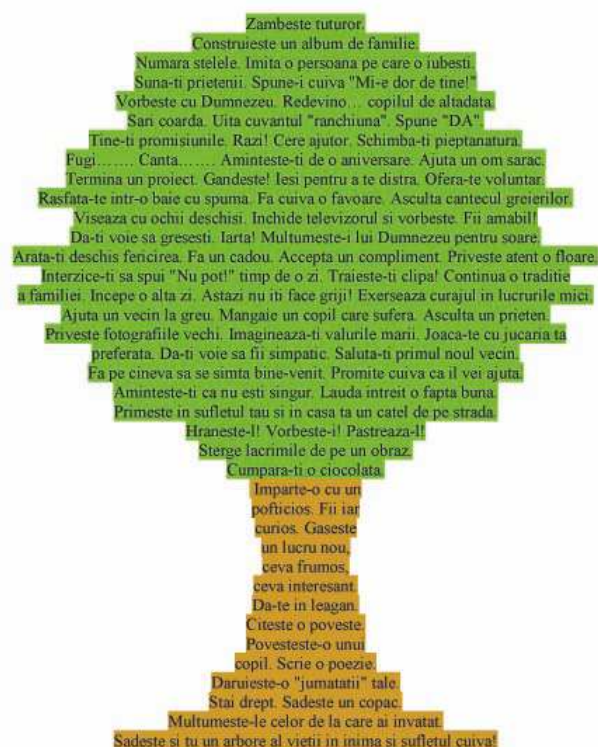 Zambeste tuturor.
Construieste un album de familie.
Numara stelele. Imita o persoana pe care o iubesti.
Suna-ti prietenii. Spune-i cuiva "Mi-e dor de tine!"
Vorbeste cu Dumnezeu. Redevino… copilul de altadata.
Sari coarda. Uita cuvantul "ranchiuna". Spune "DA".
Tine-ti promisiunile. Razi! Cere ajutor. Schimba-ti pieptanatura.
Fugi……. Canta……. Aminteste-ti de o aniversare. Ajuta un om sarac.
Termina un proiect. Gandeste! Iesi pentru a te distra. Ofera-te voluntar.
Rasfata-te intr-o baie cu spuma. Fa cuiva o favoare. Asculta cantecul greierilor.
Viseaza cu ochii deschisi. Inchide televizorul si vorbeste. Fii amabil!
Da-ti voie sa gresesti. Iarta! Multumeste-i lui Dumnezeu pentru soare.
Arata-ti deschis fericirea. Fa un cadou. Accepta un compliment. Priveste atent o floare.
Interzice-ti sa spui "Nu pot!" timp de o zi. Traieste-ti clipa! Continua o traditie
a familiei. Incepe o alta zi. Astazi nu iti face griji! Exerseaza curajul in lucrurile mici.
Ajuta un vecin la greu. Mangaie un copil care sufera. Asculta un prieten.
Priveste fotografiile vechi. Imagineaza-ti valurile marii. Joaca-te cu jucaria ta
preferata. Da-ti voie sa fii simpatic. Saluta-ti primul noul vecin.
Fa pe cineva sa se simta bine-venit. Promite cuiva ca il vei ajuta.
Aminteste-ti ca nu esti singur. Lauda intreit o fapta buna.
Primeste in sufletul tau si in casa ta un catel de pe strada.
Hraneste-l! Vorbeste-i! Pastreaza-l!
Sterge lacrimile de pe un obraz.
Cumpara-ti o ciocolata.
Imparte-o cu un
pofticios. Fii iar
curios. Gaseste
un lucru nou,
ceva frumos,
ceva interesant.
Da-te in leagan.
Citeste o poveste.
Povesteste-o unui
copil. Scrie o poezie.
Daruieste-o "jumatatii" tale.
Stai drept. Sadeste un copac.
Multumeste-le celor de la care ai invatat.
Sadeste si tu un arbore al vietii in inima si sufletul cuiva!